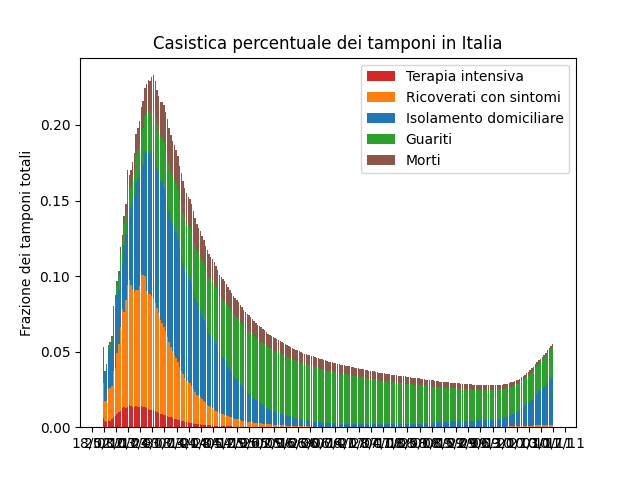 Casistica percentuale dei tamponi in Italia
Terapia intensiva
Ricoverati con sintomi
Isolamento domiciliare
Guariti
Morti
Frazione dei tamponi totali
0.20
0.15
0.10
0.05
0.00